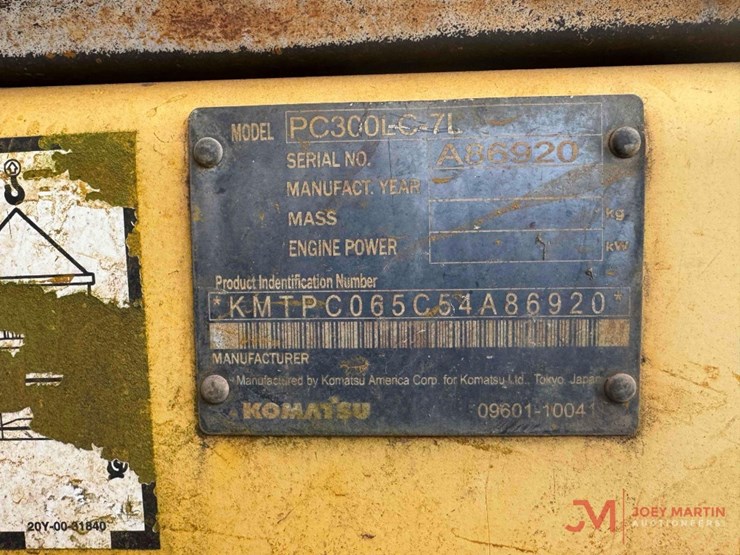 MODEL PC300LC-7L
SERIAL NO. A86920
MANUFACT. YEAR
MASS kg
ENGINE POWER kW
Product Indentification Number
*KMTPC065C54A86920*
MANUFACTURER
Manufactured by Komatsu America Corp. for Komatsu Ltd., Tokyo, Japan
KOMATSU 09601-10041
20Y-00-31840
JM JOEY MARTIN
AUCTIONEERS